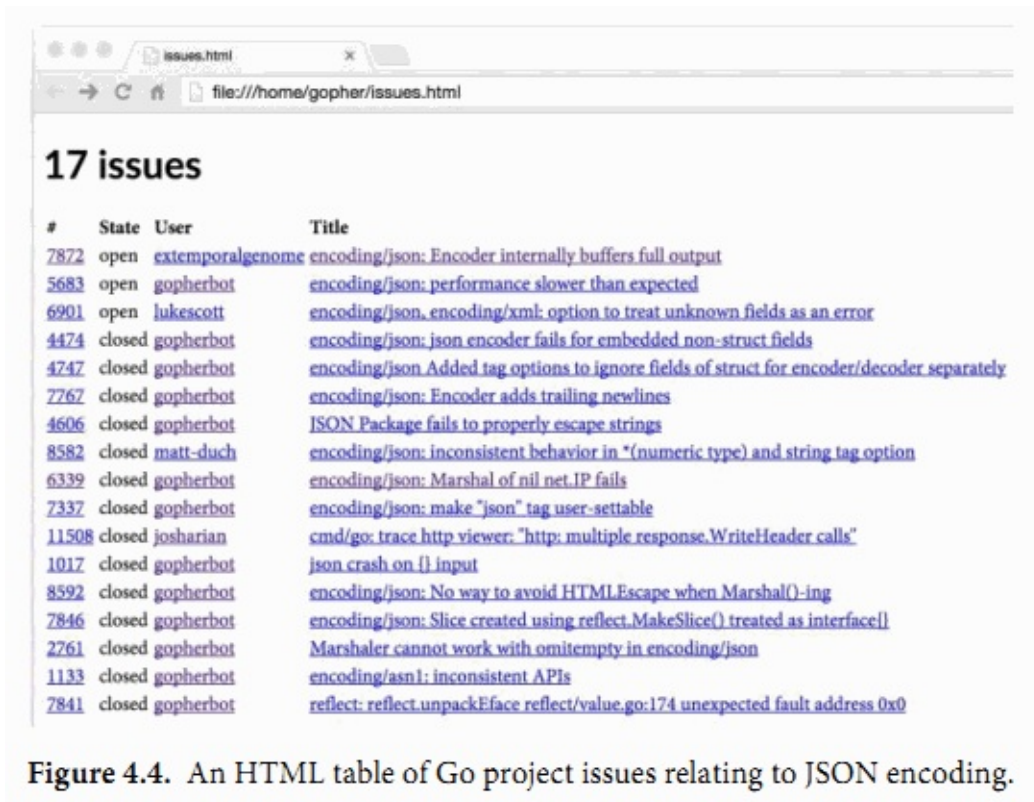 issues.html
file:///home/gopher/issues.html
17 issues
# State User Title
7872 open extemporalgenome encoding/json: Encoder internally buffers full output
5683 open gopherbot encoding/json: performance slower than expected
6901 open lukescott encoding/json, encoding/xml: option to treat unknown fields as an error
4474 closed gopherbot encoding/json: json encoder fails for embedded non-struct fields
4747 closed gopherbot encoding/json Added tag options to ignore fields of struct for encoder/decoder separately
7767 closed gopherbot encoding/json: Encoder adds trailing newlines
4606 closed gopherbot JSON Package fails to properly escape strings
8582 closed matt-duch encoding/json: inconsistent behavior in *(numeric type) and string tag option
6339 closed gopherbot encoding/json: Marshal of nil net.IP fails
7337 closed gopherbot encoding/json: make "json" tag user-settable
11508 closed josharian cmd/go: trace http viewer: "http: multiple response.WriteHeader calls"
1017 closed gopherbot json crash on {} input
8592 closed gopherbot encoding/json: No way to avoid HTMLEscape when Marshal()-ing
7846 closed gopherbot encoding/json: Slice created using reflect.MakeSlice() treated as interface{}
2761 closed gopherbot Marshaler cannot work with omitempty in encoding/json
1133 closed gopherbot encoding/asn1: inconsistent APIs
7841 closed gopherbot reflect: reflect.unpackEface reflect/value.go:174 unexpected fault address 0x0
Figure 4.4. An HTML table of Go project issues relating to JSON encoding.